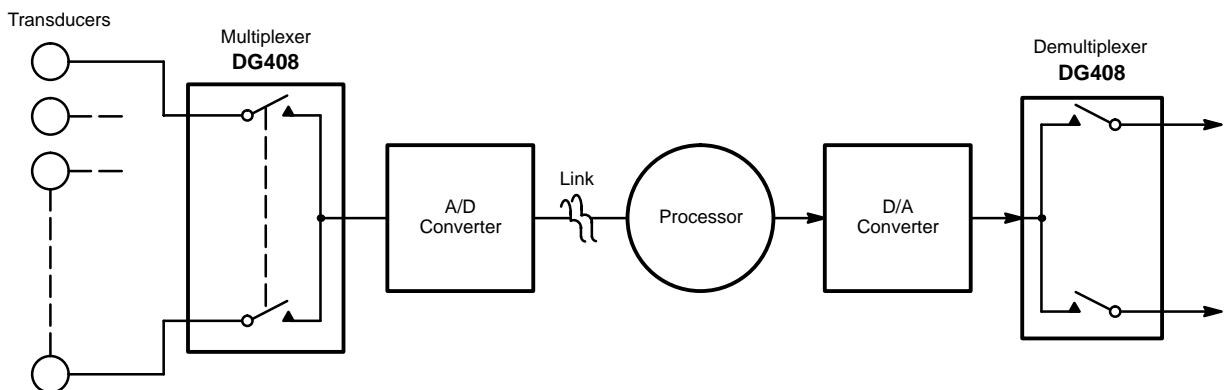 Transducers
Multiplexer
DG408
A/D
Converter
Link
Processor
D/A
Converter
Demultiplexer
DG408